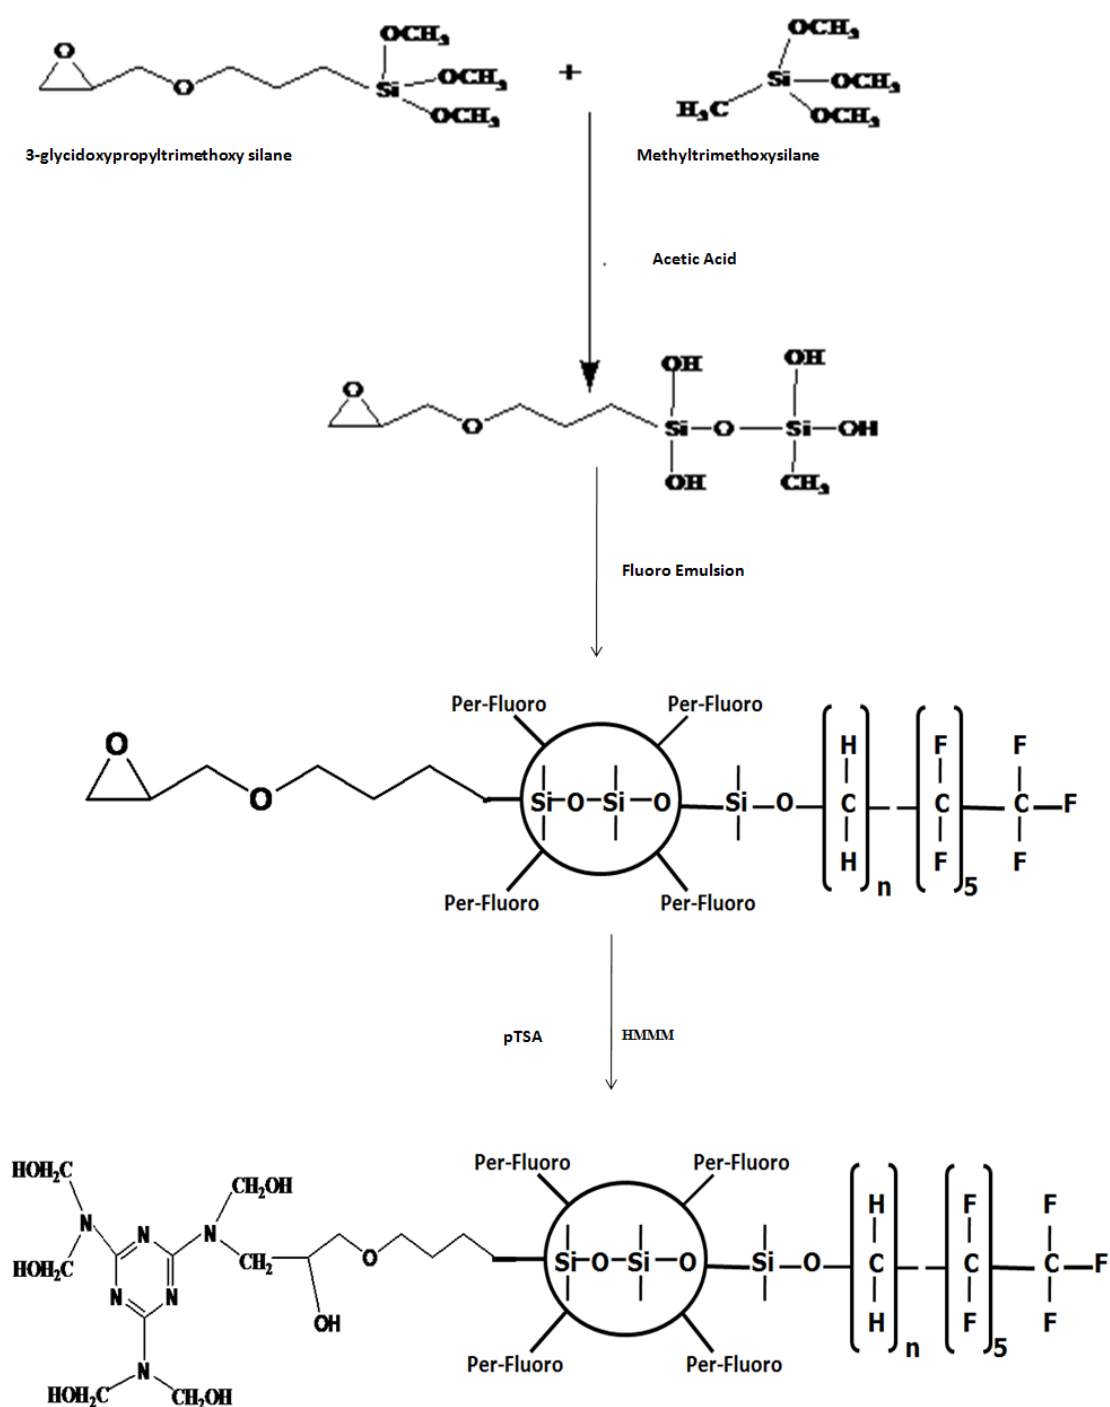 O
OCH3
OCH3
OCH3
Si
O
+
OCH3
Si
OCH3
OCH3
H3C
3-glycidoxypropyltrimethoxy silane
Methyltrimethoxysilane
Acetic Acid
O
O
OH
OH
Si—O—Si—OH
OH
CH3
Fluoro Emulsion
Per-Fluoro
Per-Fluoro
O
O
H
F
F
Si—O—Si—O
Si—O
C
C
C—F
H
F
F
n
5
Per-Fluoro
Per-Fluoro
pTSA
HMMM
Per-Fluoro
Per-Fluoro
HOH2C
CH2OH
N
N
N
HOH2C
CH2
O
N
N
OH
N
HOH2C
CH2OH
H
F
F
Si—O—Si—O
Si—O
C
C
C—F
H
F
F
n
5
Per-Fluoro
Per-Fluoro